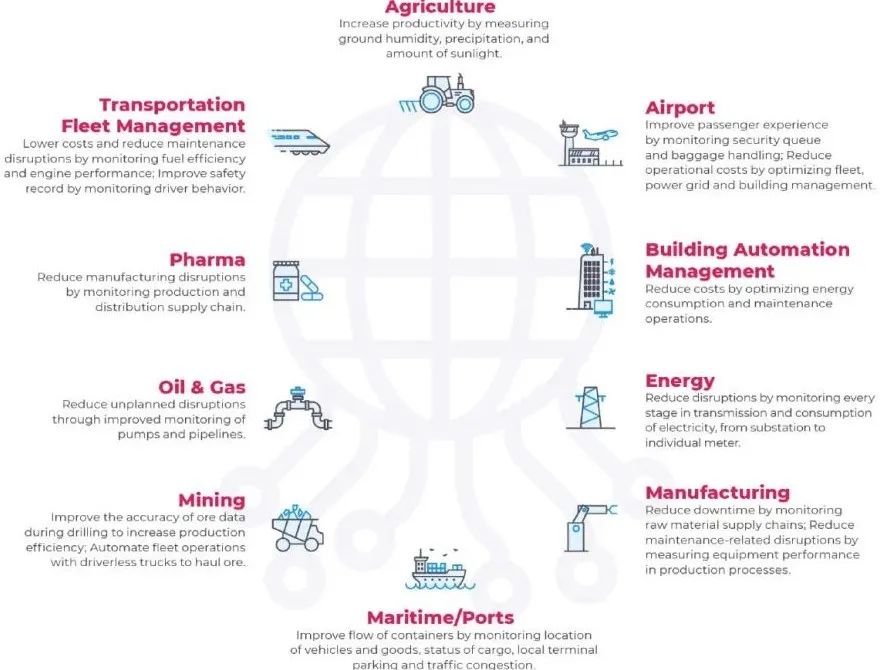 Agriculture
Increase productivity by measuring
ground humidity, precipitation, and
amount of sunlight.
Transportation
Fleet Management
Lower costs and reduce maintenance
disruptions by monitoring fuel efficiency
and engine performance; Improve safety
record by monitoring driver behavior.
Airport
Improve passenger experience
by monitoring security queue
and baggage handling; Reduce
operational costs by optimizing fleet,
power grid and building management.
Pharma
Reduce manufacturing disruptions
by monitoring production and
distribution supply chain.
Building Automation
Management
Reduce costs by optimizing energy
consumption and maintenance
operations.
Oil & Gas
Reduce unplanned disruptions
through improved monitoring of
pumps and pipelines.
Energy
Reduce disruptions by monitoring every
stage in transmission and consumption
of electricity, from substation to
individual meter.
Mining
Improve the accuracy of ore data
during drilling to increase production
efficiency; Automate fleet operations
with driverless trucks to haul ore.
Manufacturing
Reduce downtime by monitoring
raw material supply chains; Reduce
maintenance-related disruptions by
measuring equipment performance
in production processes.
Maritime/Ports
Improve flow of containers by monitoring location
of vehicles and goods, status of cargo, local terminal
parking and traffic congestion.